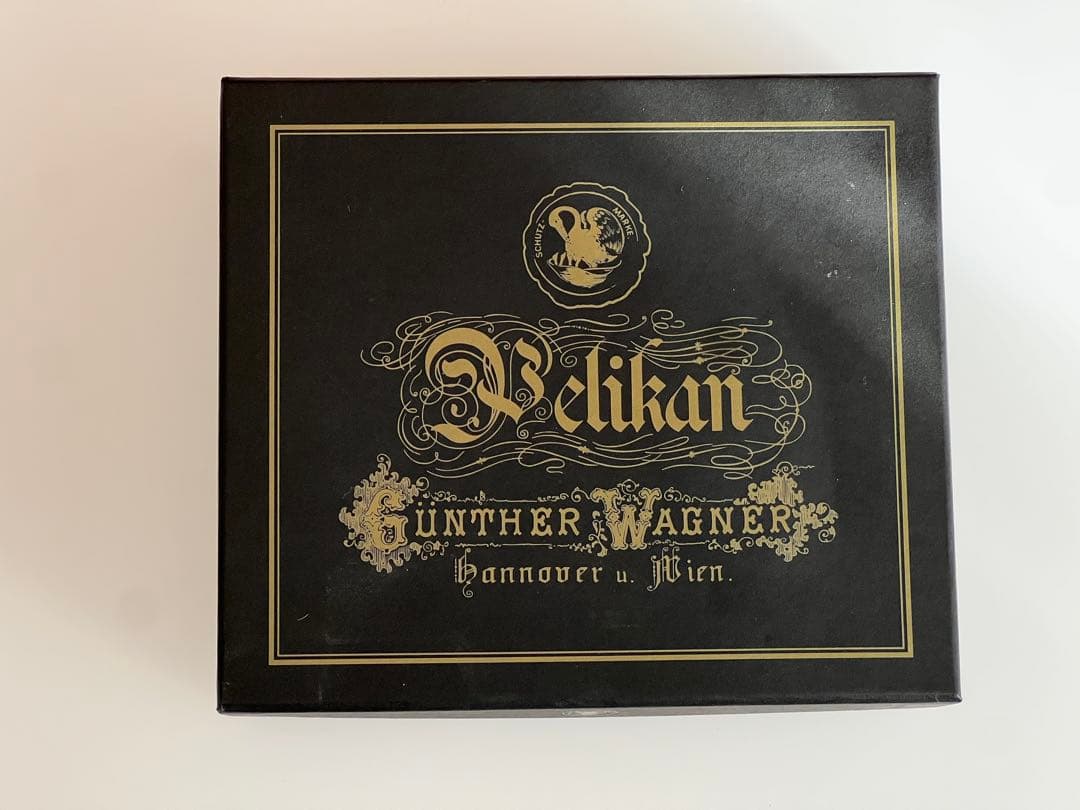 SCHUTZ- MARKE
Pelikan
GÜNTHER WAGNER
Hannover u. Wien.